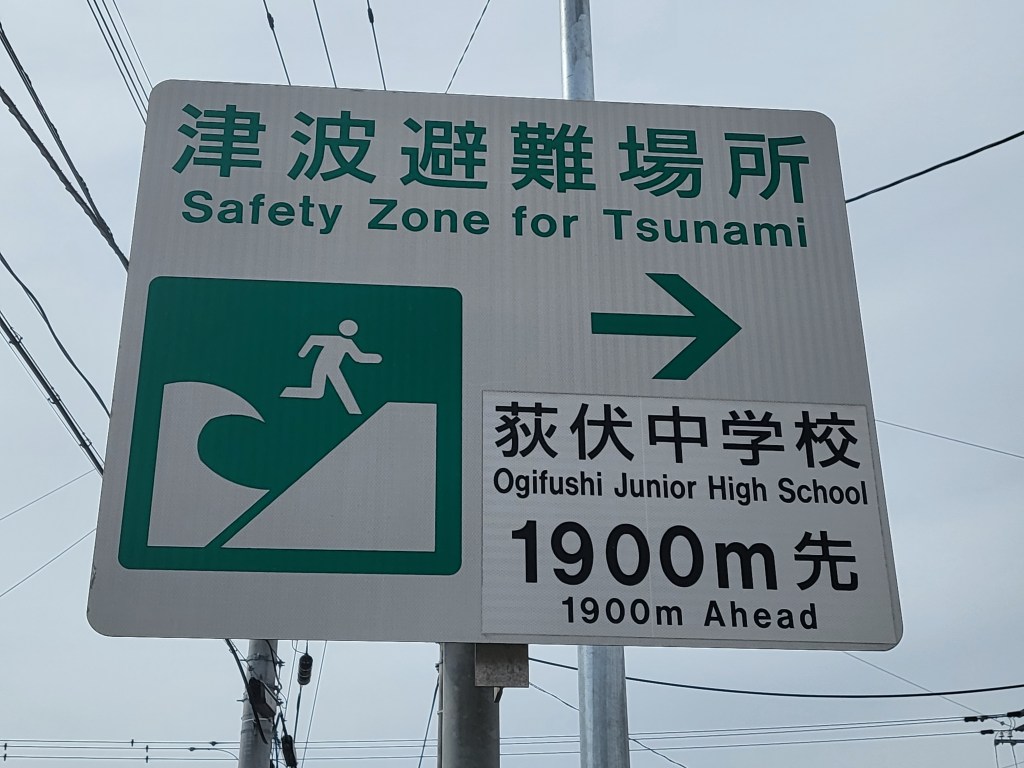 津波避難場所
Safety Zone for Tsunami
荻伏中学校
Ogifushi Junior High School
1900m先
1900m Ahead